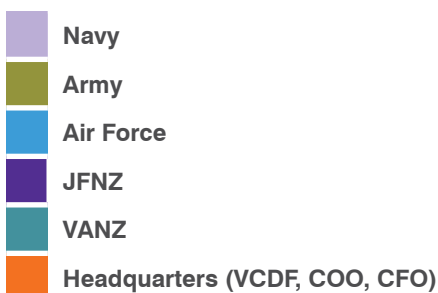 Navy
Army
Air Force
JFNZ
VANZ
Headquarters (VCDF, COO, CFO)